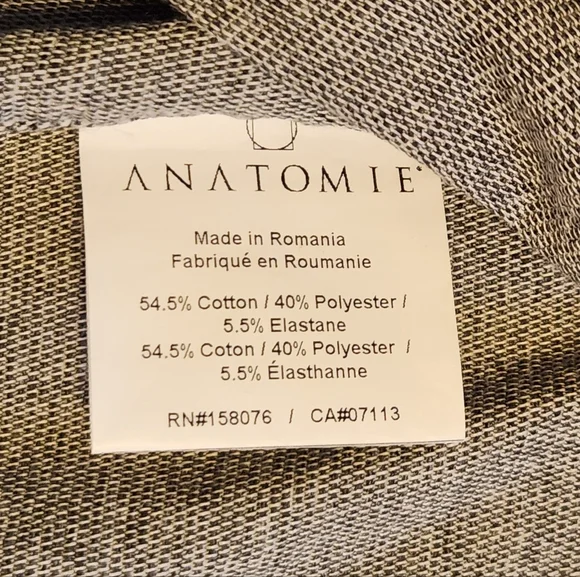 ANATOMIE
Made in Romania
Fabriqué en Roumanie
54.5% Cotton / 40% Polyester /
5.5% Elastane
54.5% Coton / 40% Polyester /
5.5% Élasthanne
RN#158076 / CA#07113